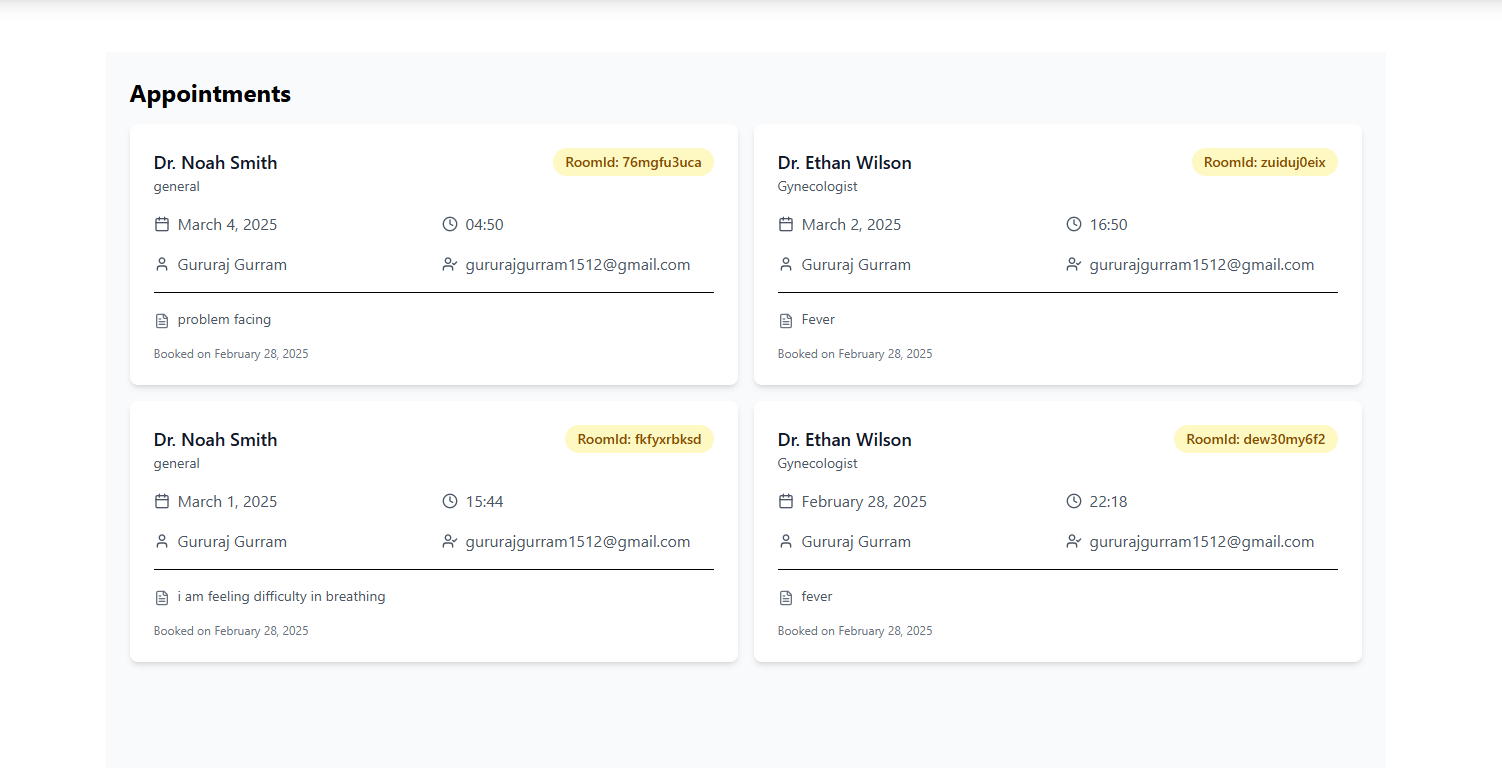 Appointments
Dr. Noah Smith
RoomId: 76mgfu3uca
general
March 4, 2025
04:50
Gururaj Gurram
gururajgurram1512@gmail.com
problem facing
Booked on February 28, 2025
Dr. Ethan Wilson
RoomId: zuiduj0eix
Gynecologist
March 2, 2025
16:50
Gururaj Gurram
gururajgurram1512@gmail.com
Fever
Booked on February 28, 2025
Dr. Noah Smith
RoomId: fkfyxrbksd
general
March 1, 2025
15:44
Gururaj Gurram
gururajgurram1512@gmail.com
i am feeling difficulty in breathing
Booked on February 28, 2025
Dr. Ethan Wilson
RoomId: dew30my6f2
Gynecologist
February 28, 2025
22:18
Gururaj Gurram
gururajgurram1512@gmail.com
fever
Booked on February 28, 2025